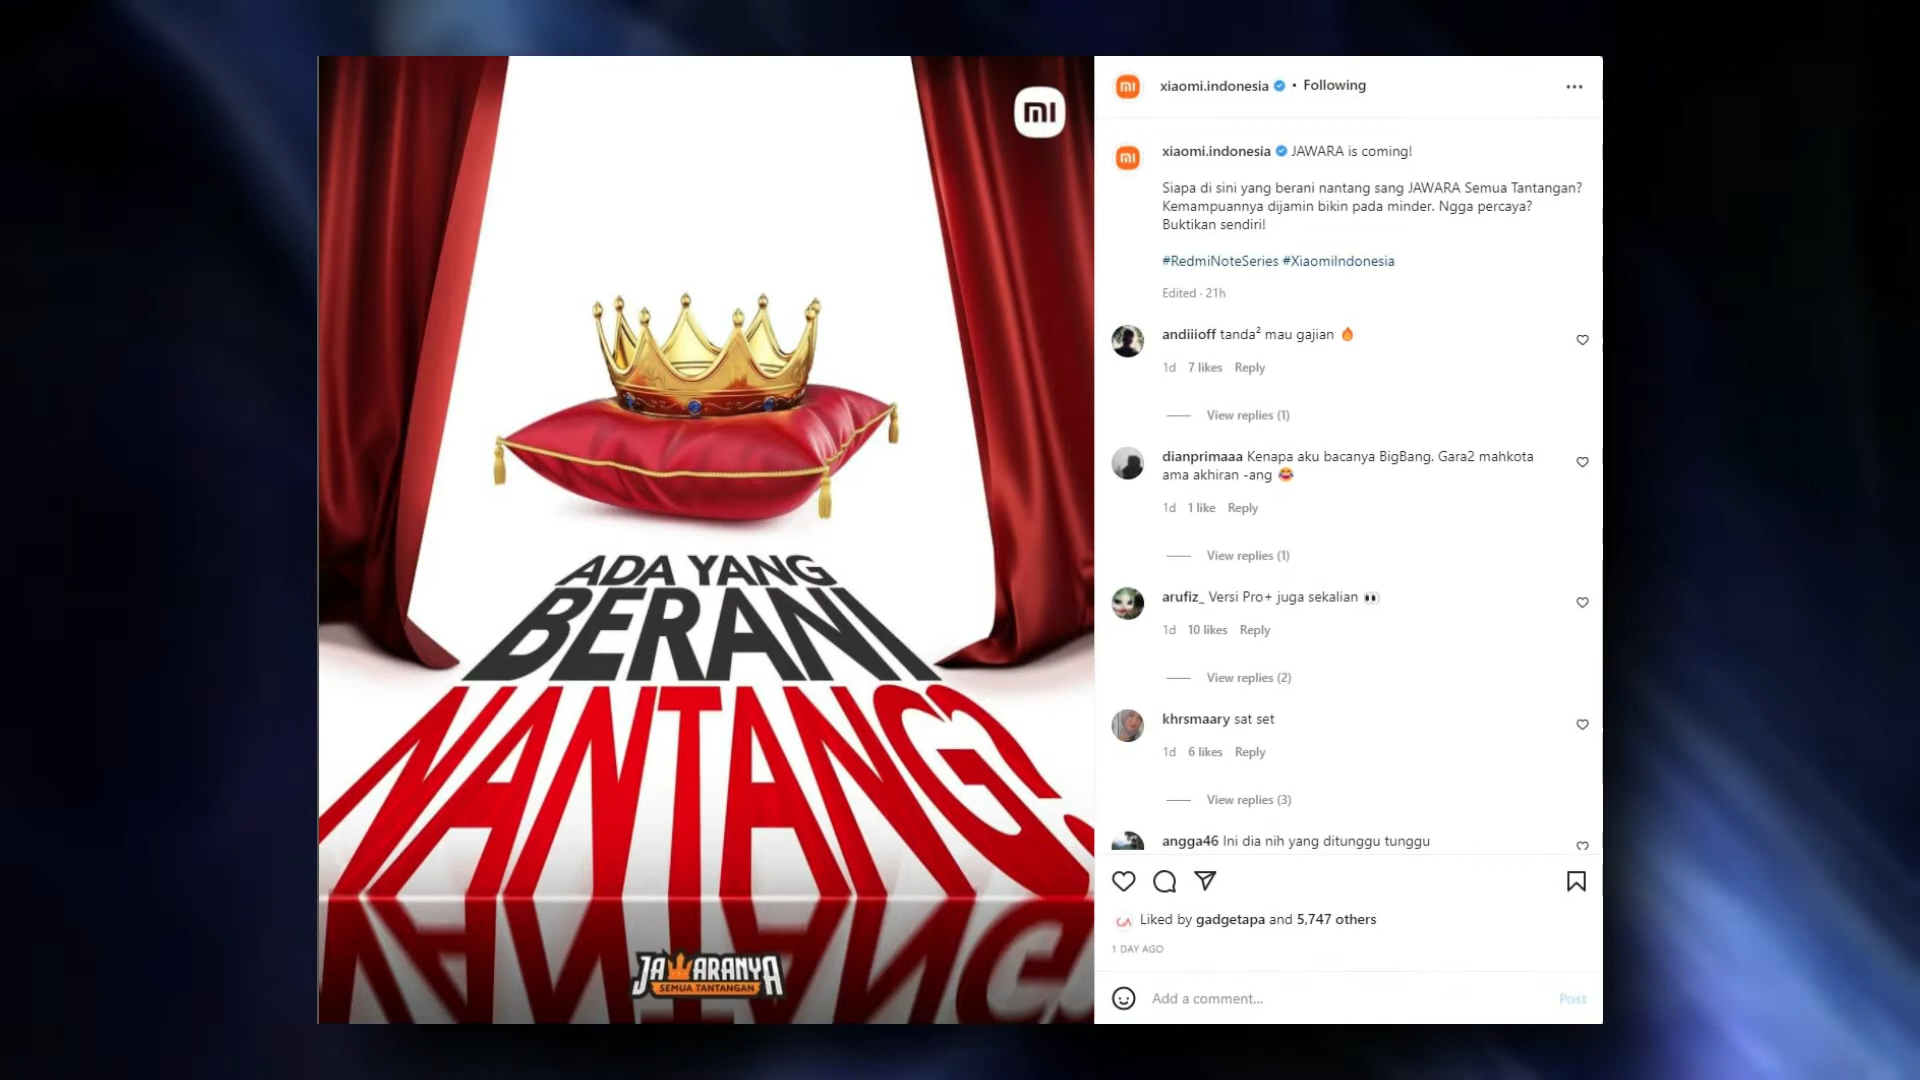 mi
ADA YANG
BERANI
NANTANG?
JAWARANYA
SEMUA TANTANGAN
mi
xiaomi.indonesia • Following
mi
xiaomi.indonesia JAWARA is coming!
Siapa di sini yang berani nantang sang JAWARA Semua Tantangan?
Kemampuannya dijamin bikin pada minder. Ngga percaya?
Buktikan sendiri!
#RedmiNoteSeries #XiaomiIndonesia
Edited · 21h
andiiioff tanda² mau gajian 🔥
1d 7 likes Reply
View replies (1)
dianprimaaa Kenapa aku bacanya BigBang. Gara2 mahkota
ama akhiran -ang 😂
1d 1 like Reply
View replies (1)
arufiz_ Versi Pro+ juga sekalian 👀
1d 10 likes Reply
View replies (2)
khrsmaary sat set
1d 6 likes Reply
View replies (3)
angga46 Ini dia nih yang ditunggu tunggu
GA
Liked by gadgetapa and 5,747 others
1 DAY AGO
Add a comment...
Post